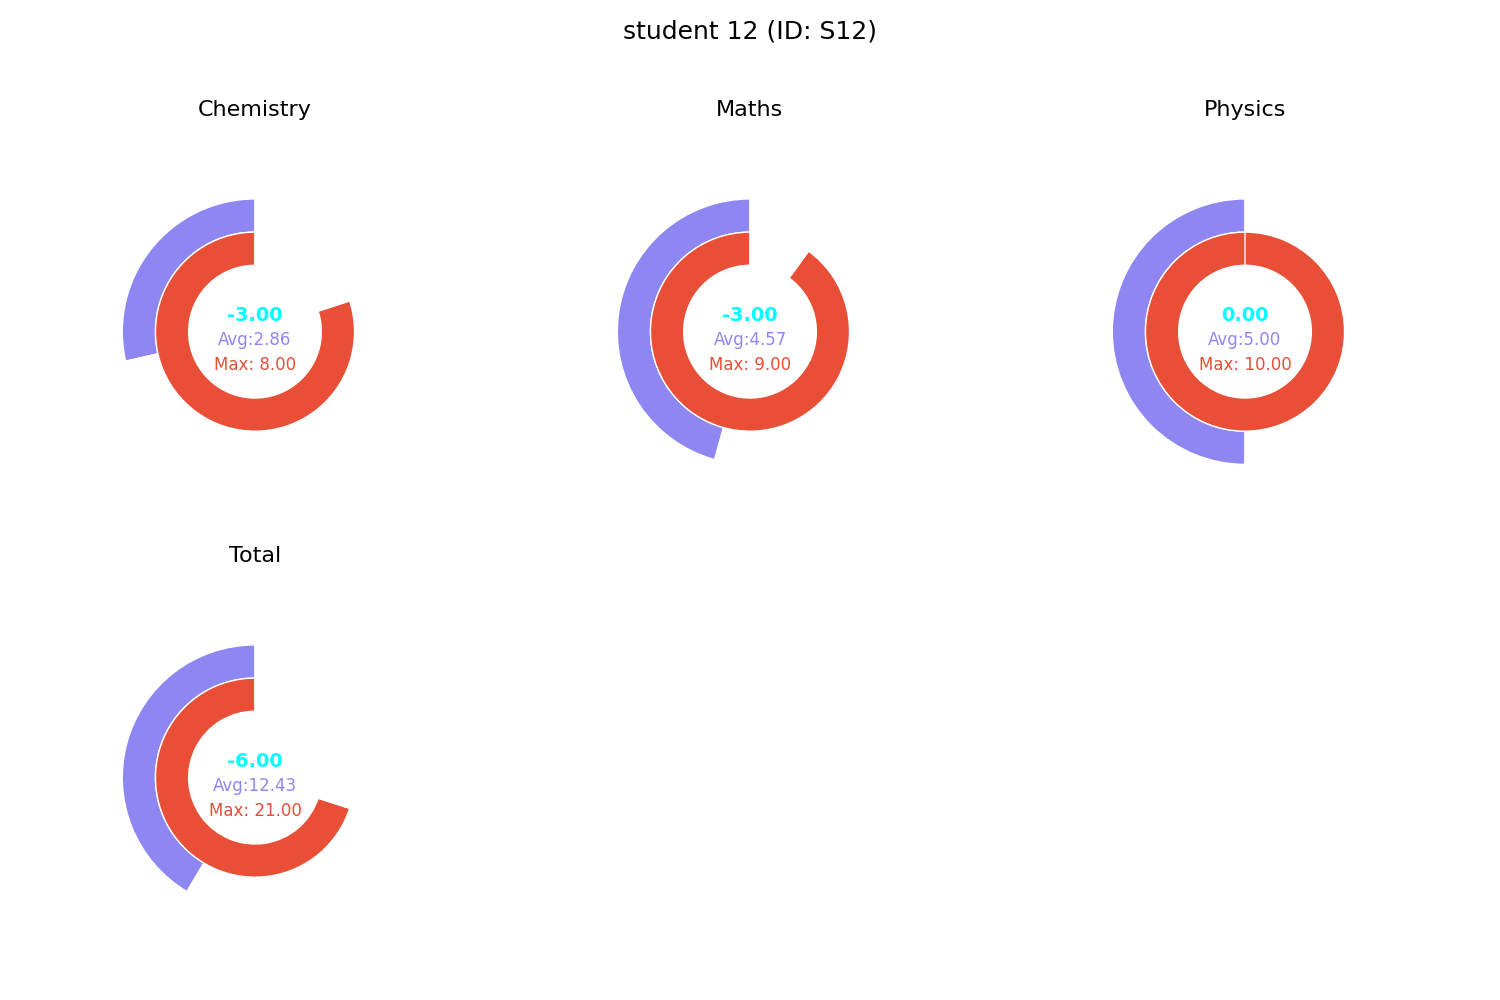 student 12 (ID: S12)
Chemistry
-3.00
Avg:2.86
Max: 8.00
Maths
-3.00
Avg:4.57
Max: 9.00
Physics
0.00
Avg:5.00
Max: 10.00
Total
-6.00
Avg:12.43
Max: 21.00